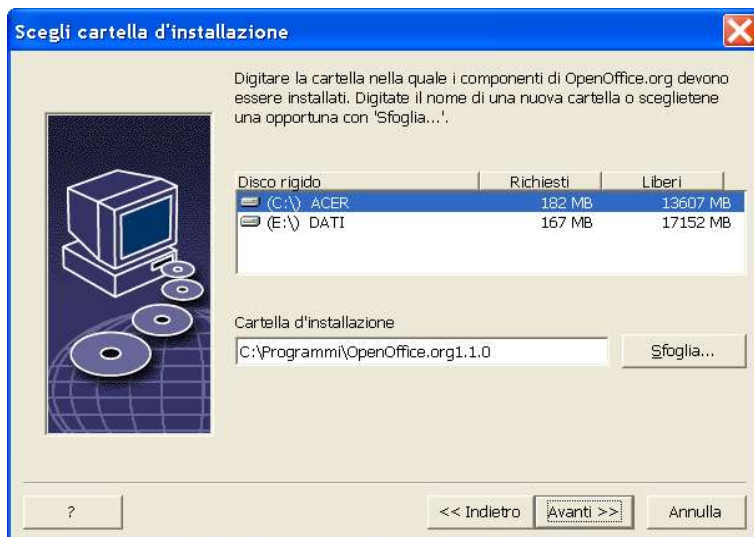 Scegli cartella d'installazione
Digitare la cartella nella quale i componenti di OpenOffice.org devono
essere installati. Digitate il nome di una nuova cartella o sceglietene
una opportuna con 'Sfoglia...'.
Disco rigido Richiesti Liberi
(C:\) ACER 182 MB 13607 MB
(E:\) DATI 167 MB 17152 MB
Cartella d'installazione
C:\Programmi\OpenOffice.org1.1.0 Sfoglia...
? << Indietro Avanti >> Annulla